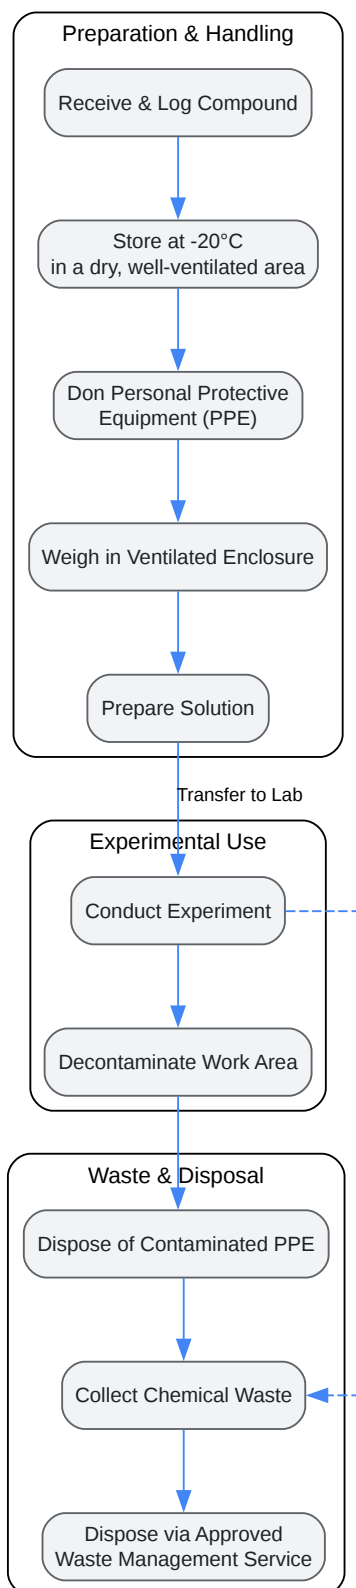 Preparation & Handling
Receive & Log Compound
Store at -20°C
in a dry, well-ventilated area
Don Personal Protective
Equipment (PPE)
Weigh in Ventilated Enclosure
Prepare Solution
Transfer to Lab
Experimental Use
Conduct Experiment
Decontaminate Work Area
Waste & Disposal
Dispose of Contaminated PPE
Collect Chemical Waste
Dispose via Approved
Waste Management Service